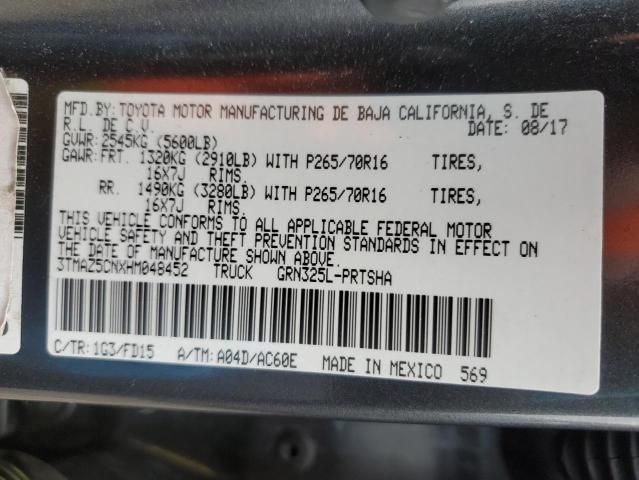 MFD.BY: TOYOTA MOTOR MANUFACTURING DE BAJA CALIFORNIA, S. DE
R.L. DE C.V. DATE: 08/17
GVWR: 2545KG (5600LB)
GAWR: FRT. 1320KG (2910LB) WITH P265/70R16 TIRES,
16X7J RIMS,
RR. 1490KG (3280LB) WITH P265/70R16 TIRES,
16X7J RIMS
THIS VEHICLE CONFORMS TO ALL APPLICABLE FEDERAL MOTOR
VEHICLE SAFETY AND THEFT PREVENTION STANDARDS IN EFFECT ON
THE DATE OF MANUFACTURE SHOWN ABOVE.
3TMAZ5CNXHM048452 TRUCK GRN325L-PRTSHA
C/TR: 1G3/FD15 A/TM: A04D/AC60E MADE IN MEXICO 569